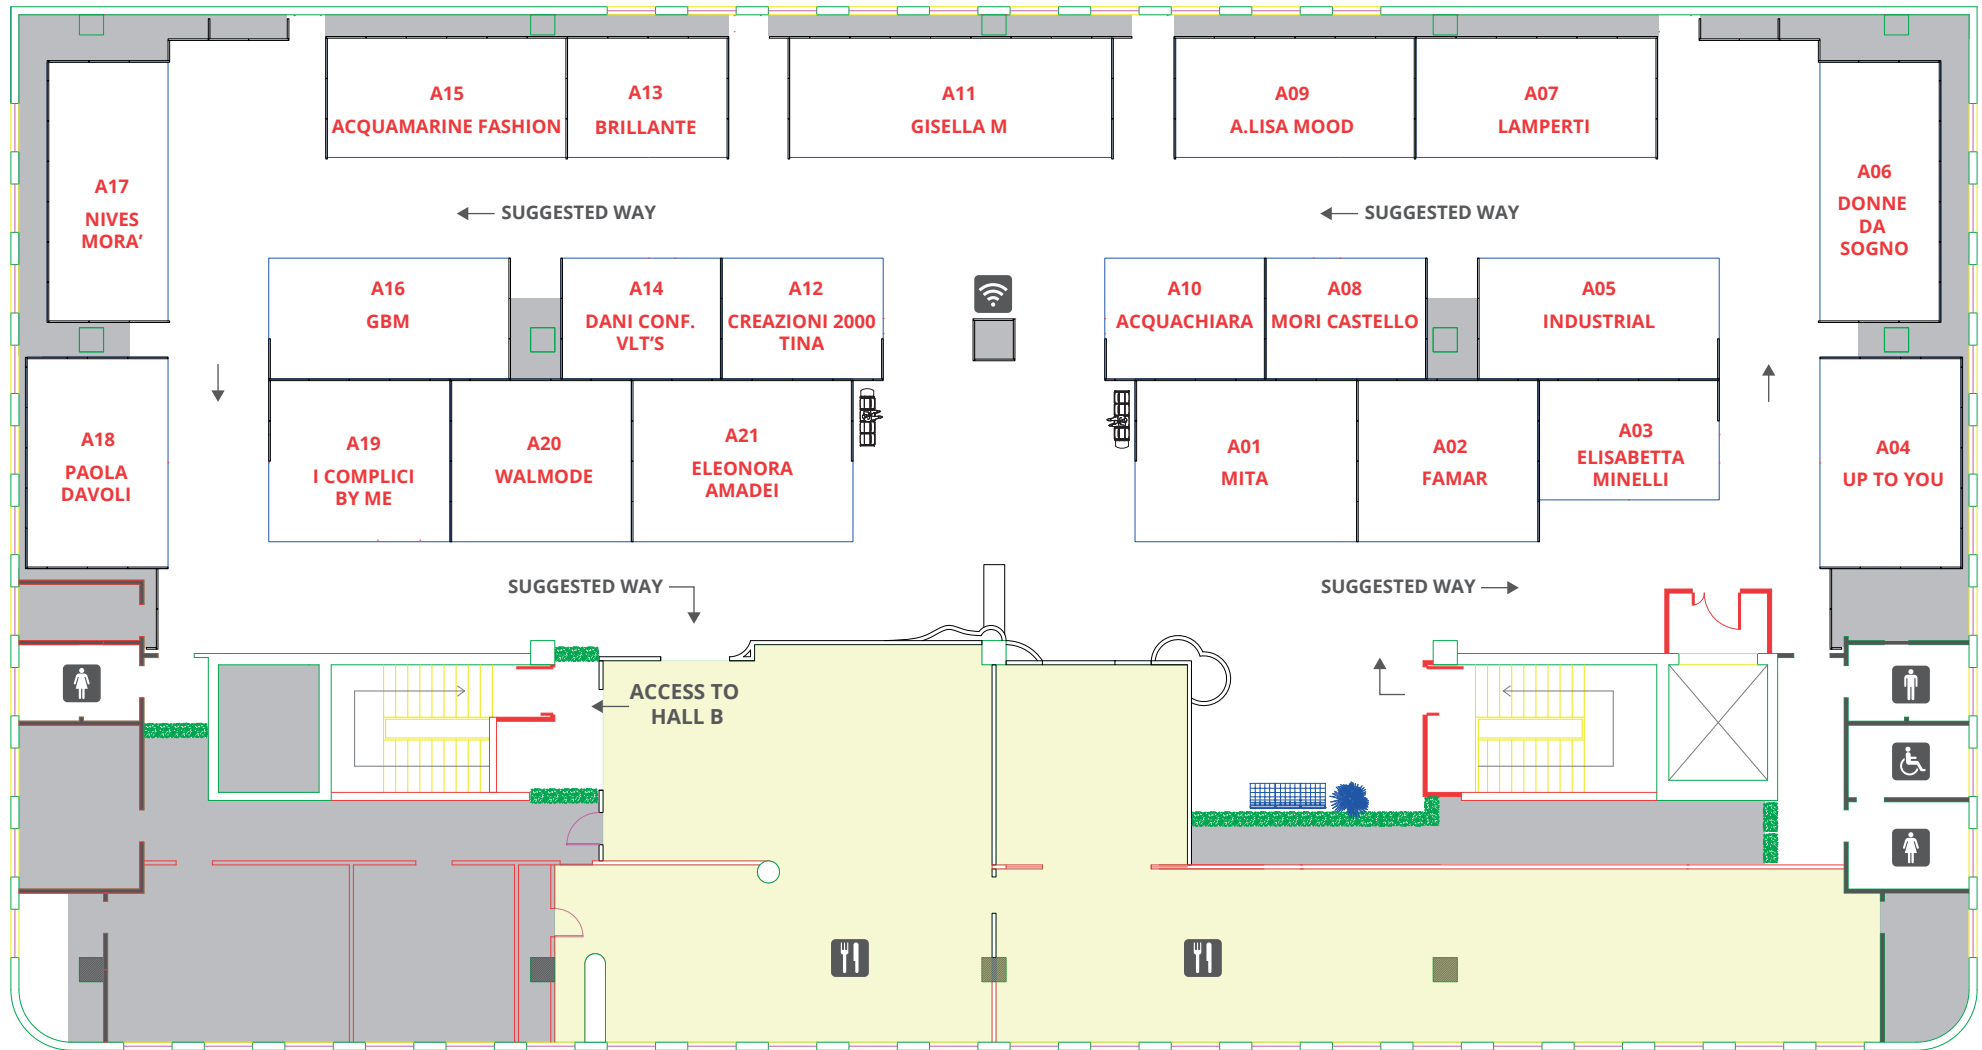 A15
ACQUAMARINE FASHION
A13
BRILLANTE
A11
GISELLA M
A09
A.LISA MOOD
A07
LAMPERTI
A17
NIVES
MORA’
A06
DONNE
DA
SOGNO
SUGGESTED WAY
SUGGESTED WAY
A16
GBM
A14
DANI CONF.
VLT’S
A12
CREAZIONI 2000
TINA
A10
ACQUACHIARA
A08
MORI CASTELLO
A05
INDUSTRIAL
A18
PAOLA
DAVOLI
A19
I COMPLICI
BY ME
A20
WALMODE
A21
ELEONORA
AMADEI
A01
MITA
A02
FAMAR
A03
ELISABETTA
MINELLI
A04
UP TO YOU
SUGGESTED WAY
SUGGESTED WAY
ACCESS TO
HALL B